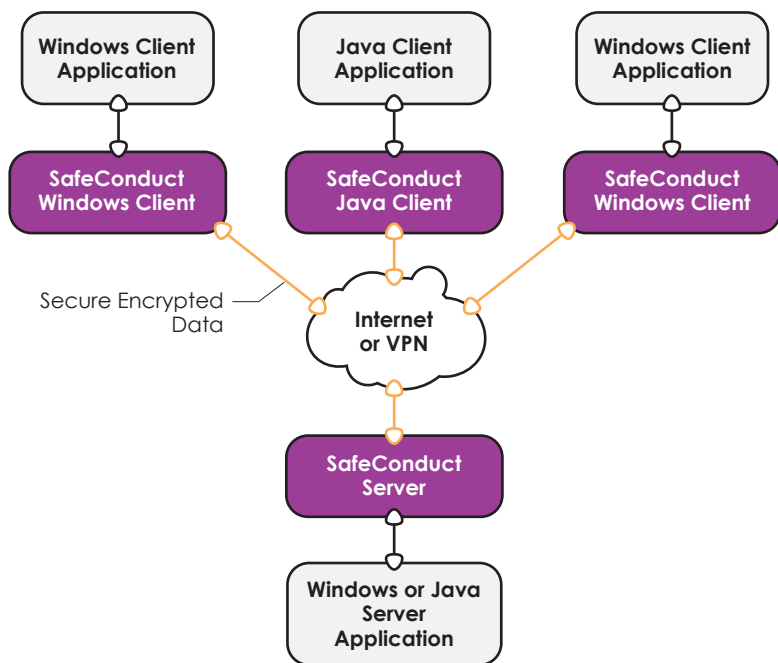 Windows Client
Application
Java Client
Application
Windows Client
Application
SafeConduct
Windows Client
SafeConduct
Java Client
SafeConduct
Windows Client
Secure Encrypted
Data
Internet
or VPN
SafeConduct
Server
Windows or Java
Server
Application